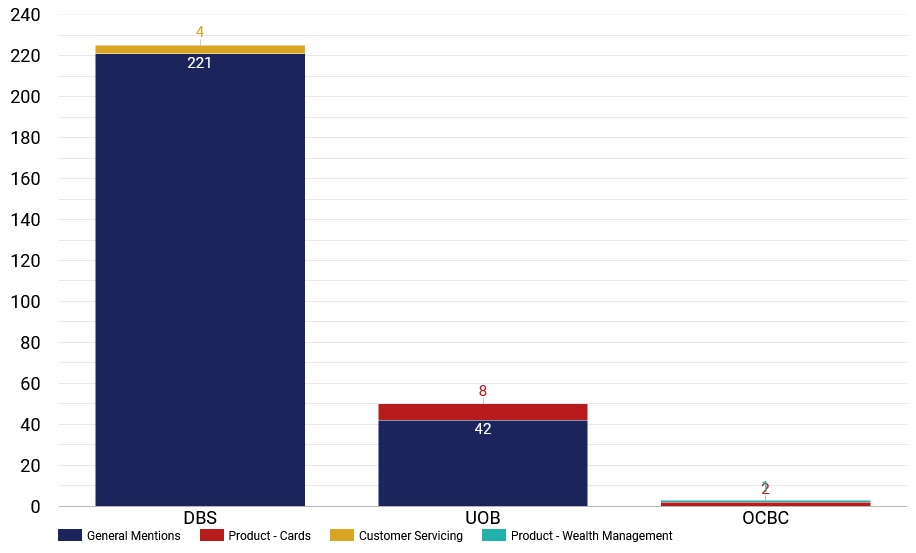 240
220
200
180
160
140
120
100
80
60
40
20
0
4
221
8
42
2
DBS
UOB
OCBC
General Mentions
Product - Cards
Customer Servicing
Product - Wealth Management